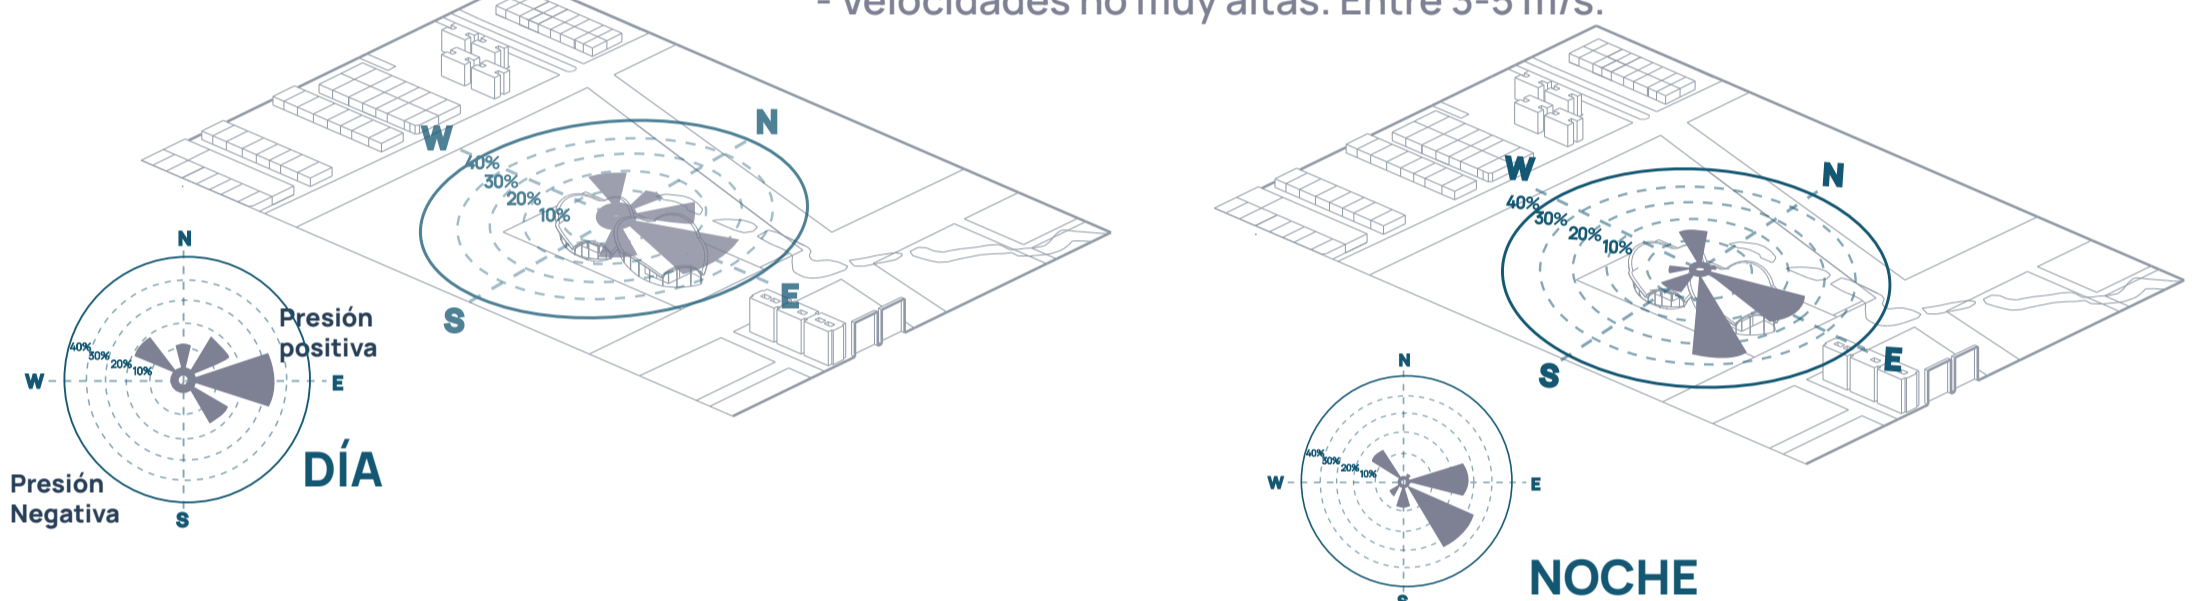 - Velocidades no muy altas. Entre 3-5 m/s.
N
W
40%
30%
20%
10%
E
S
N
Presión
positiva
40%
30%
20%
10%
W
E
DÍA
Presión
Negativa
S
W
N
40%
30%
20%
10%
E
S
N
40%
30%
20%
10%
W
E
NOCHE
S